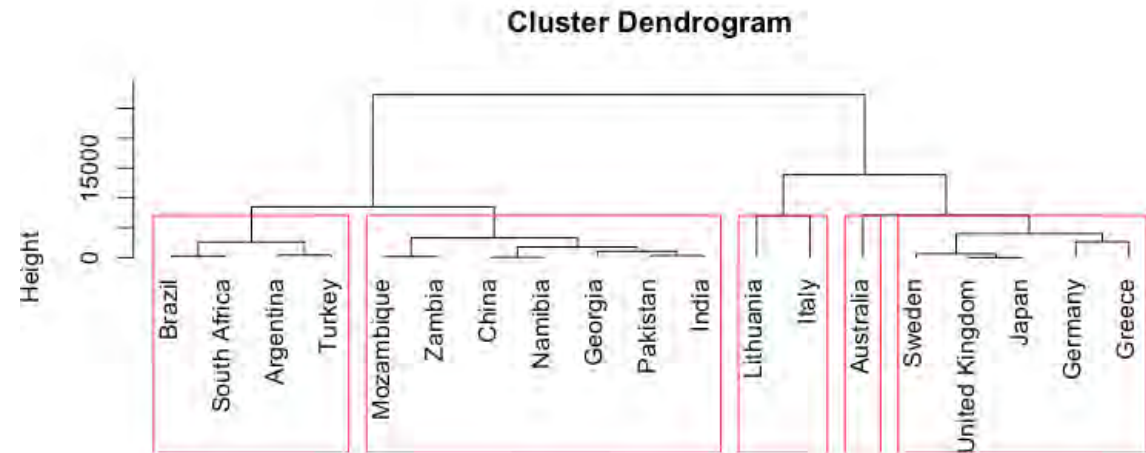 Cluster Dendrogram
Height
0
15000
Brazil
South Africa
Argentina
Turkey
Mozambique
Zambia
China
Namibia
Georgia
Pakistan
India
Lithuania
Italy
Australia
Sweden
United Kingdom
Japan
Germany
Greece